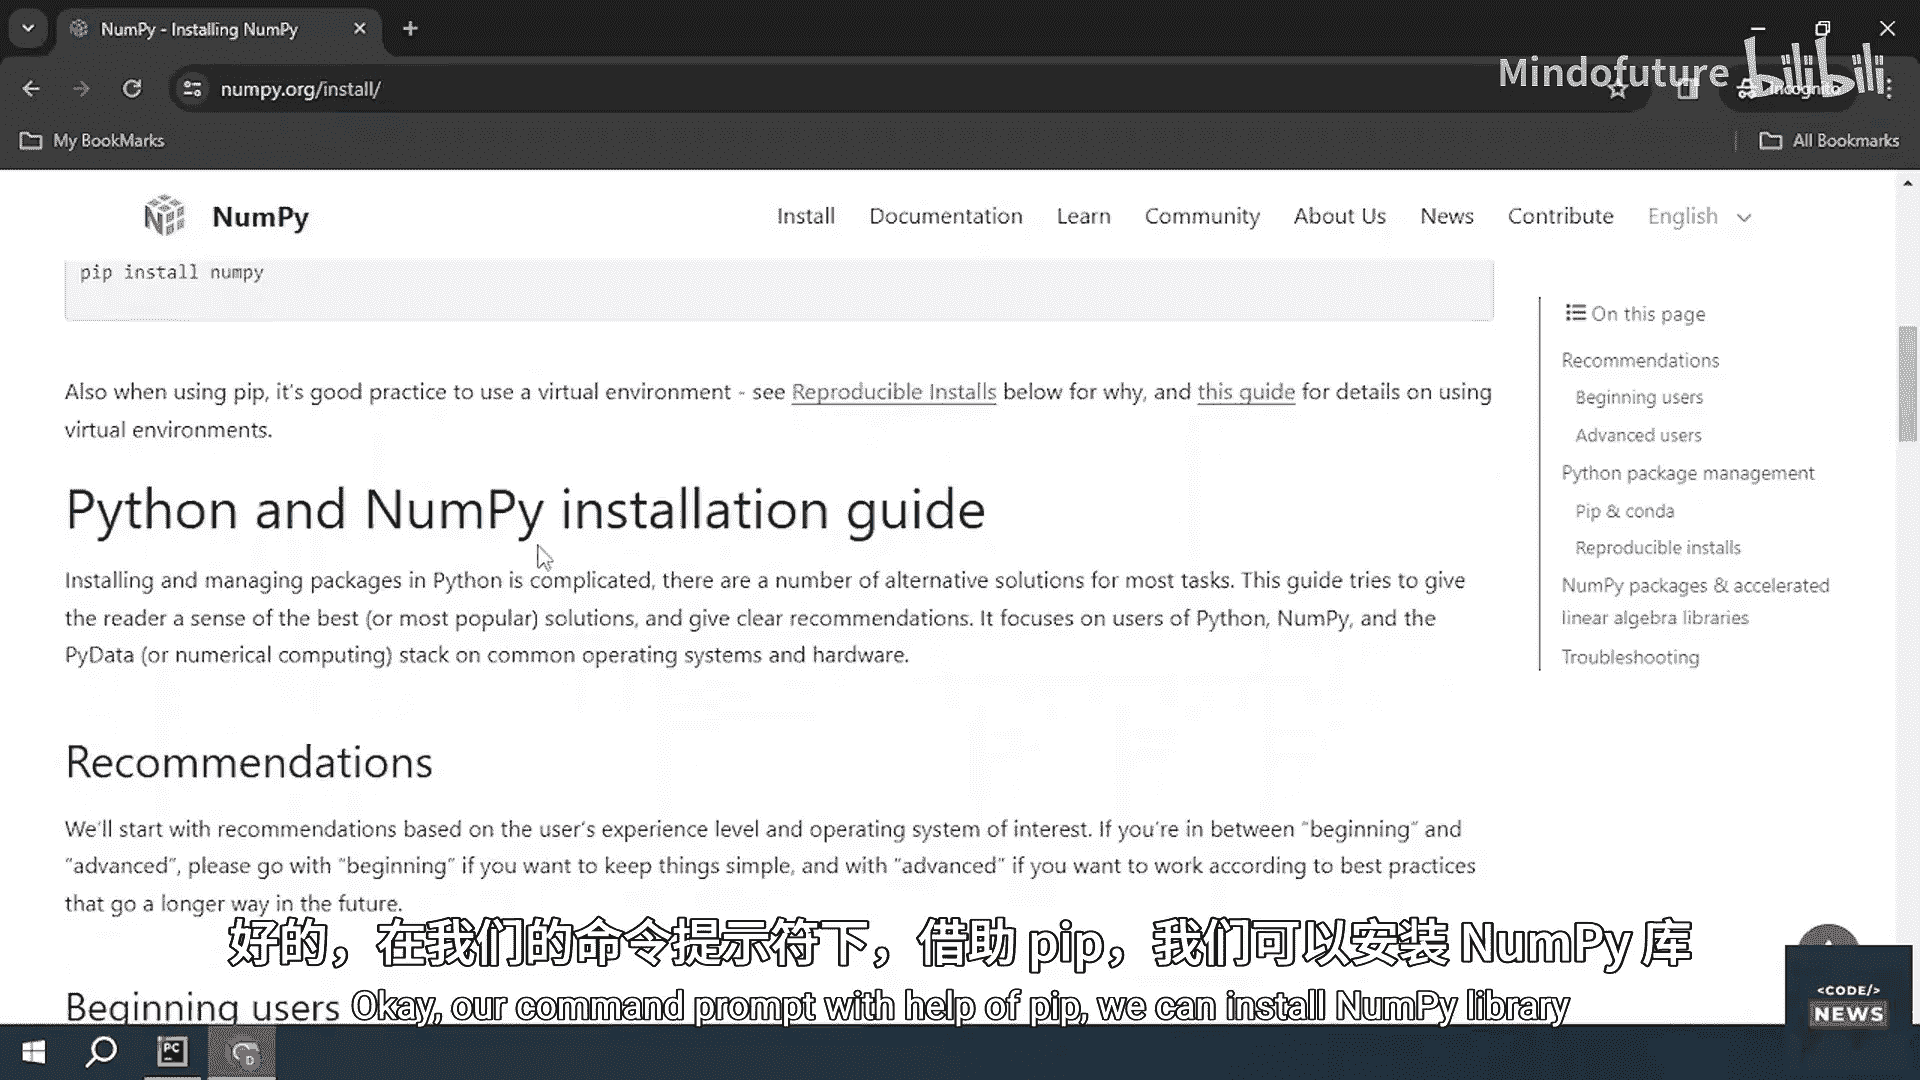 NumPy - Installing NumPy
numpy.org/install/
Mindofuture bilibili
Incognito
My BookMarks
All Bookmarks
NumPy
Install Documentation Learn Community About Us News Contribute English
pip install numpy
Also when using pip, it's good practice to use a virtual environment - see Reproducible Installs below for why, and this guide for details on using
virtual environments.
Python and NumPy installation guide
Installing and managing packages in Python is complicated, there are a number of alternative solutions for most tasks. This guide tries to give
the reader a sense of the best (or most popular) solutions, and give clear recommendations. It focuses on users of Python, NumPy, and the
PyData (or numerical computing) stack on common operating systems and hardware.
Recommendations
We'll start with recommendations based on the user's experience level and operating system of interest. If you're in between "beginning" and
"advanced", please go with "beginning" if you want to keep things simple, and with "advanced" if you want to work according to best practices
that go a longer way in the future.
Beginning users
On this page
Recommendations
Beginning users
Advanced users
Python package management
Pip & conda
Reproducible installs
NumPy packages & accelerated
linear algebra libraries
Troubleshooting
好的，在我们的命令提示符下，借助 pip，我们可以安装 NumPy 库
Okay, our command prompt with help of pip, we can install NumPy library
<CODE/>
NEWS
PC
D